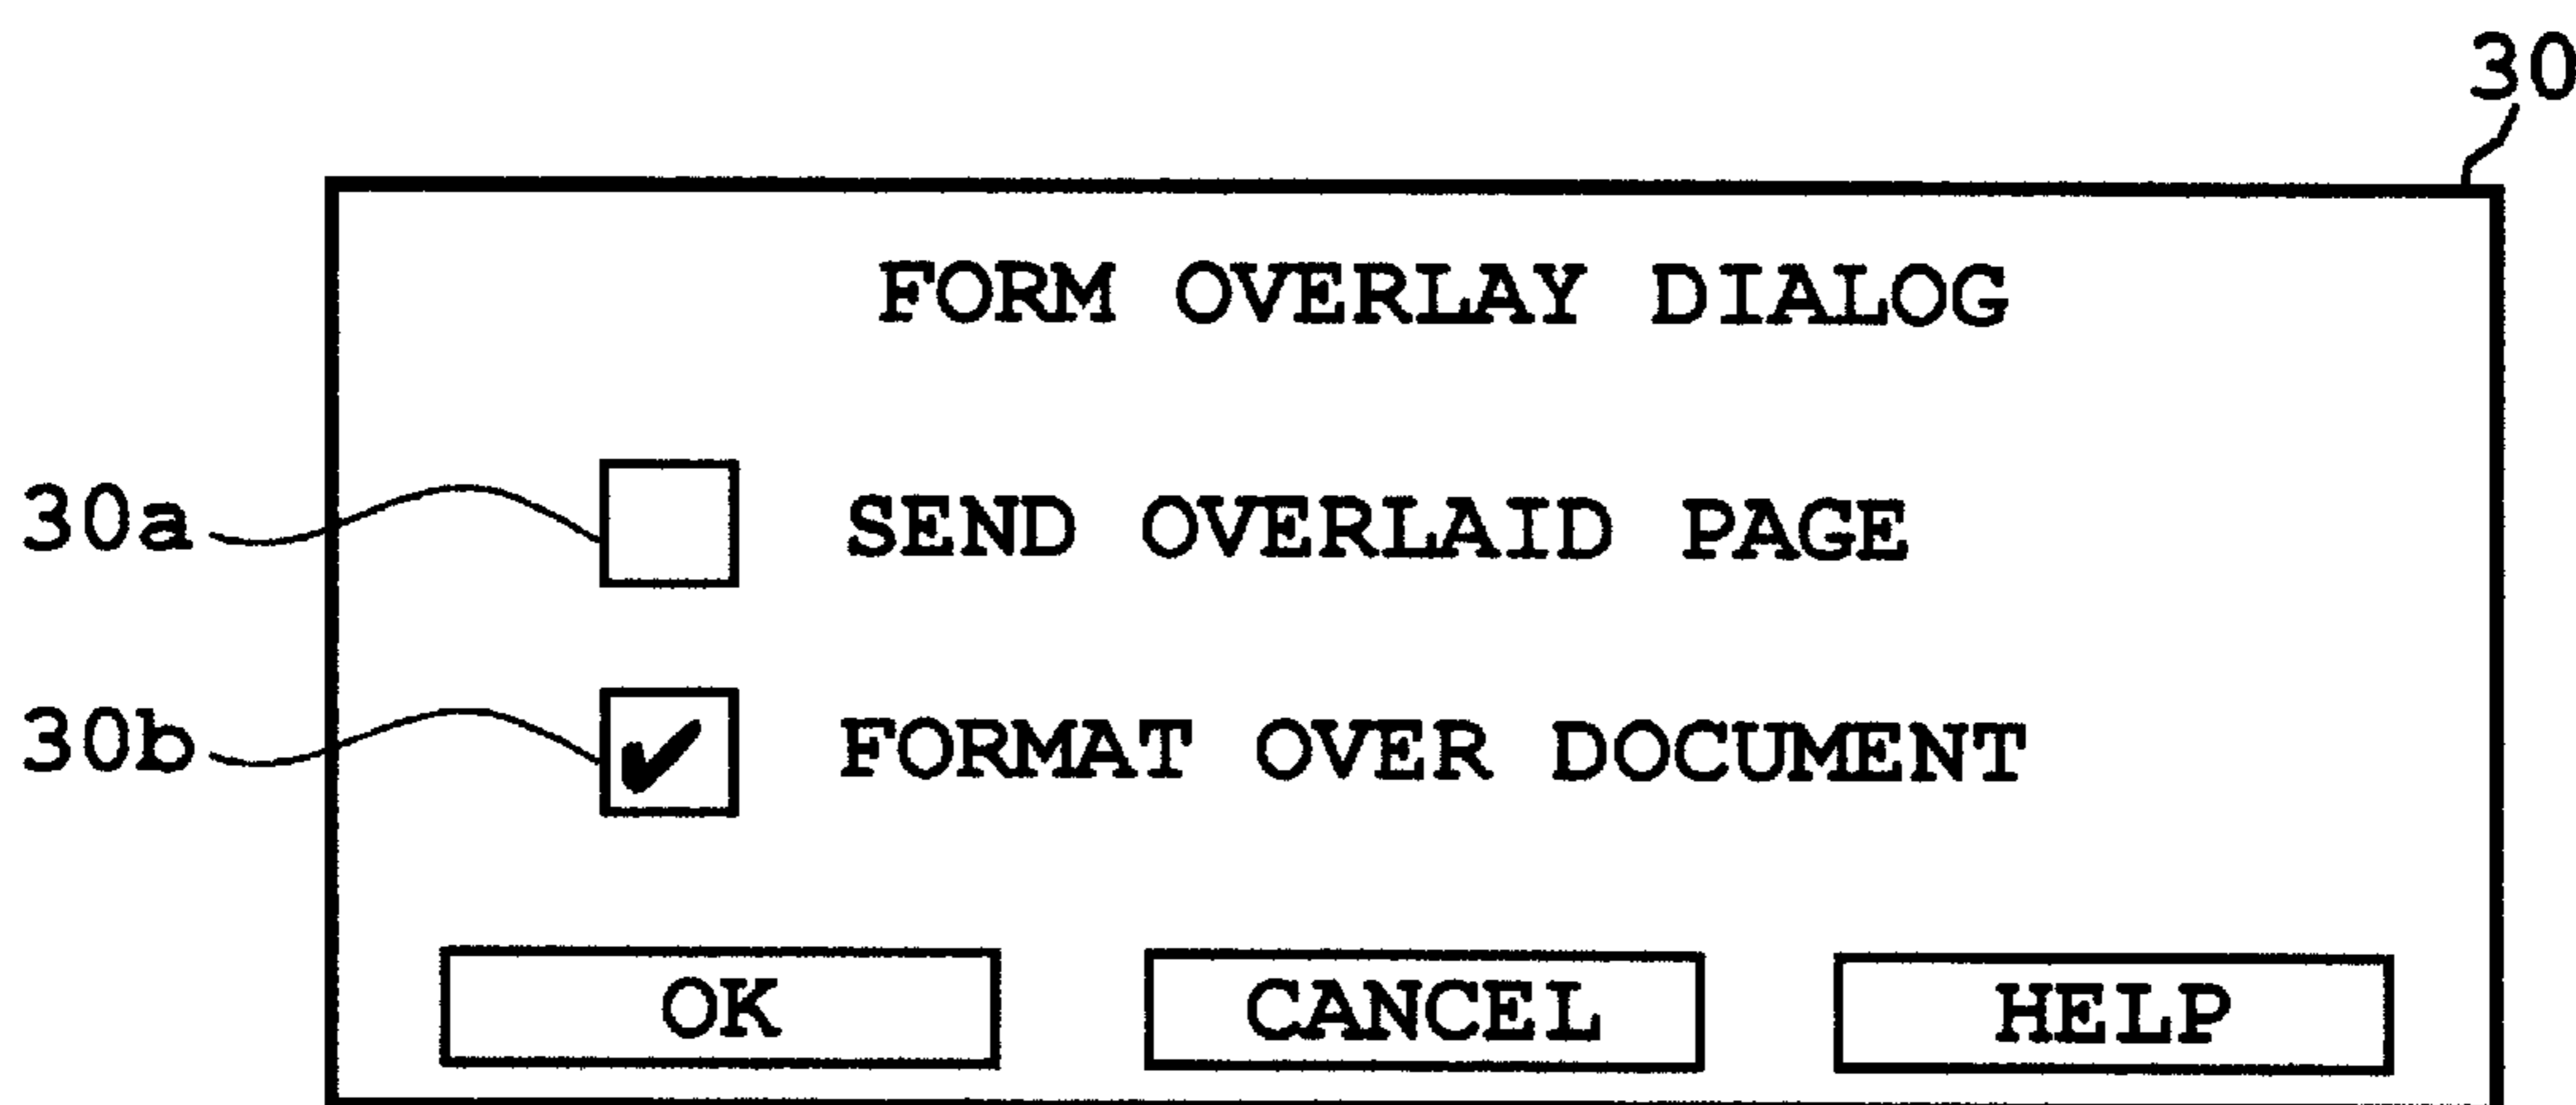 30
FORM OVERLAY DIALOG
30a SEND OVERLAID PAGE
30b FORMAT OVER DOCUMENT
OK CANCEL HELP